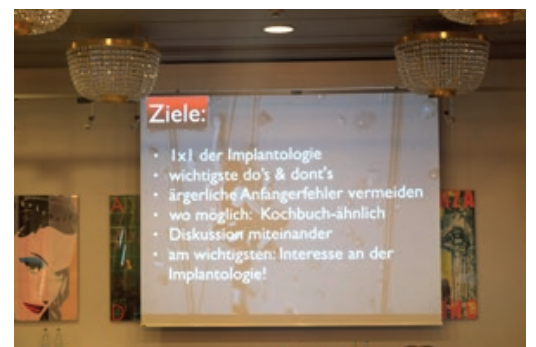 Ziele:
• 1x1 der Implantologie
• wichtigste do's & dont's
• ärgerliche Anfangerfehler vermeiden
• wo möglich: Kochbuch-ähnlich
• Diskussion miteinander
• am wichtigsten: Interesse an der
Implantologie!